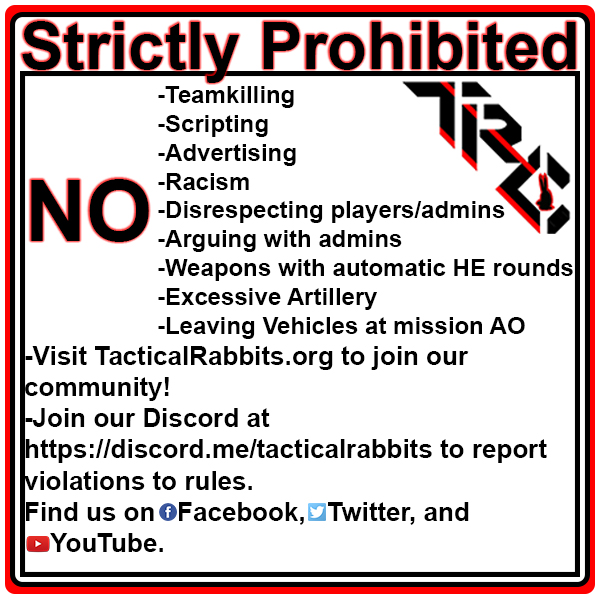 Strictly Prohibited
NO
-Teamkilling
-Scripting
-Advertising
-Racism
-Disrespecting players/admins
-Arguing with admins
-Weapons with automatic HE rounds
-Excessive Artillery
-Leaving Vehicles at mission AO
TRC
-Visit TacticalRabbits.org to join our
community!
-Join our Discord at
https://discord.me/tacticalrabbits to report
violations to rules.
Find us on Facebook, Twitter, and
YouTube.